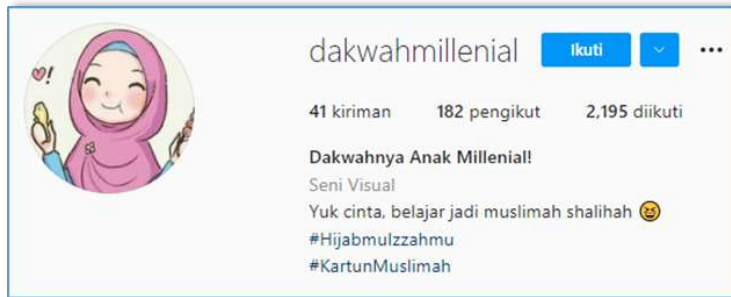 dakwahmillenial Ikuti
41 kiriman 182 pengikut 2,195 diikuti
Dakwahnya Anak Millenial!
Seni Visual
Yuk cinta, belajar jadi muslimah shalihah 😆
#HijabmuIzzahmu
#KartunMuslimah